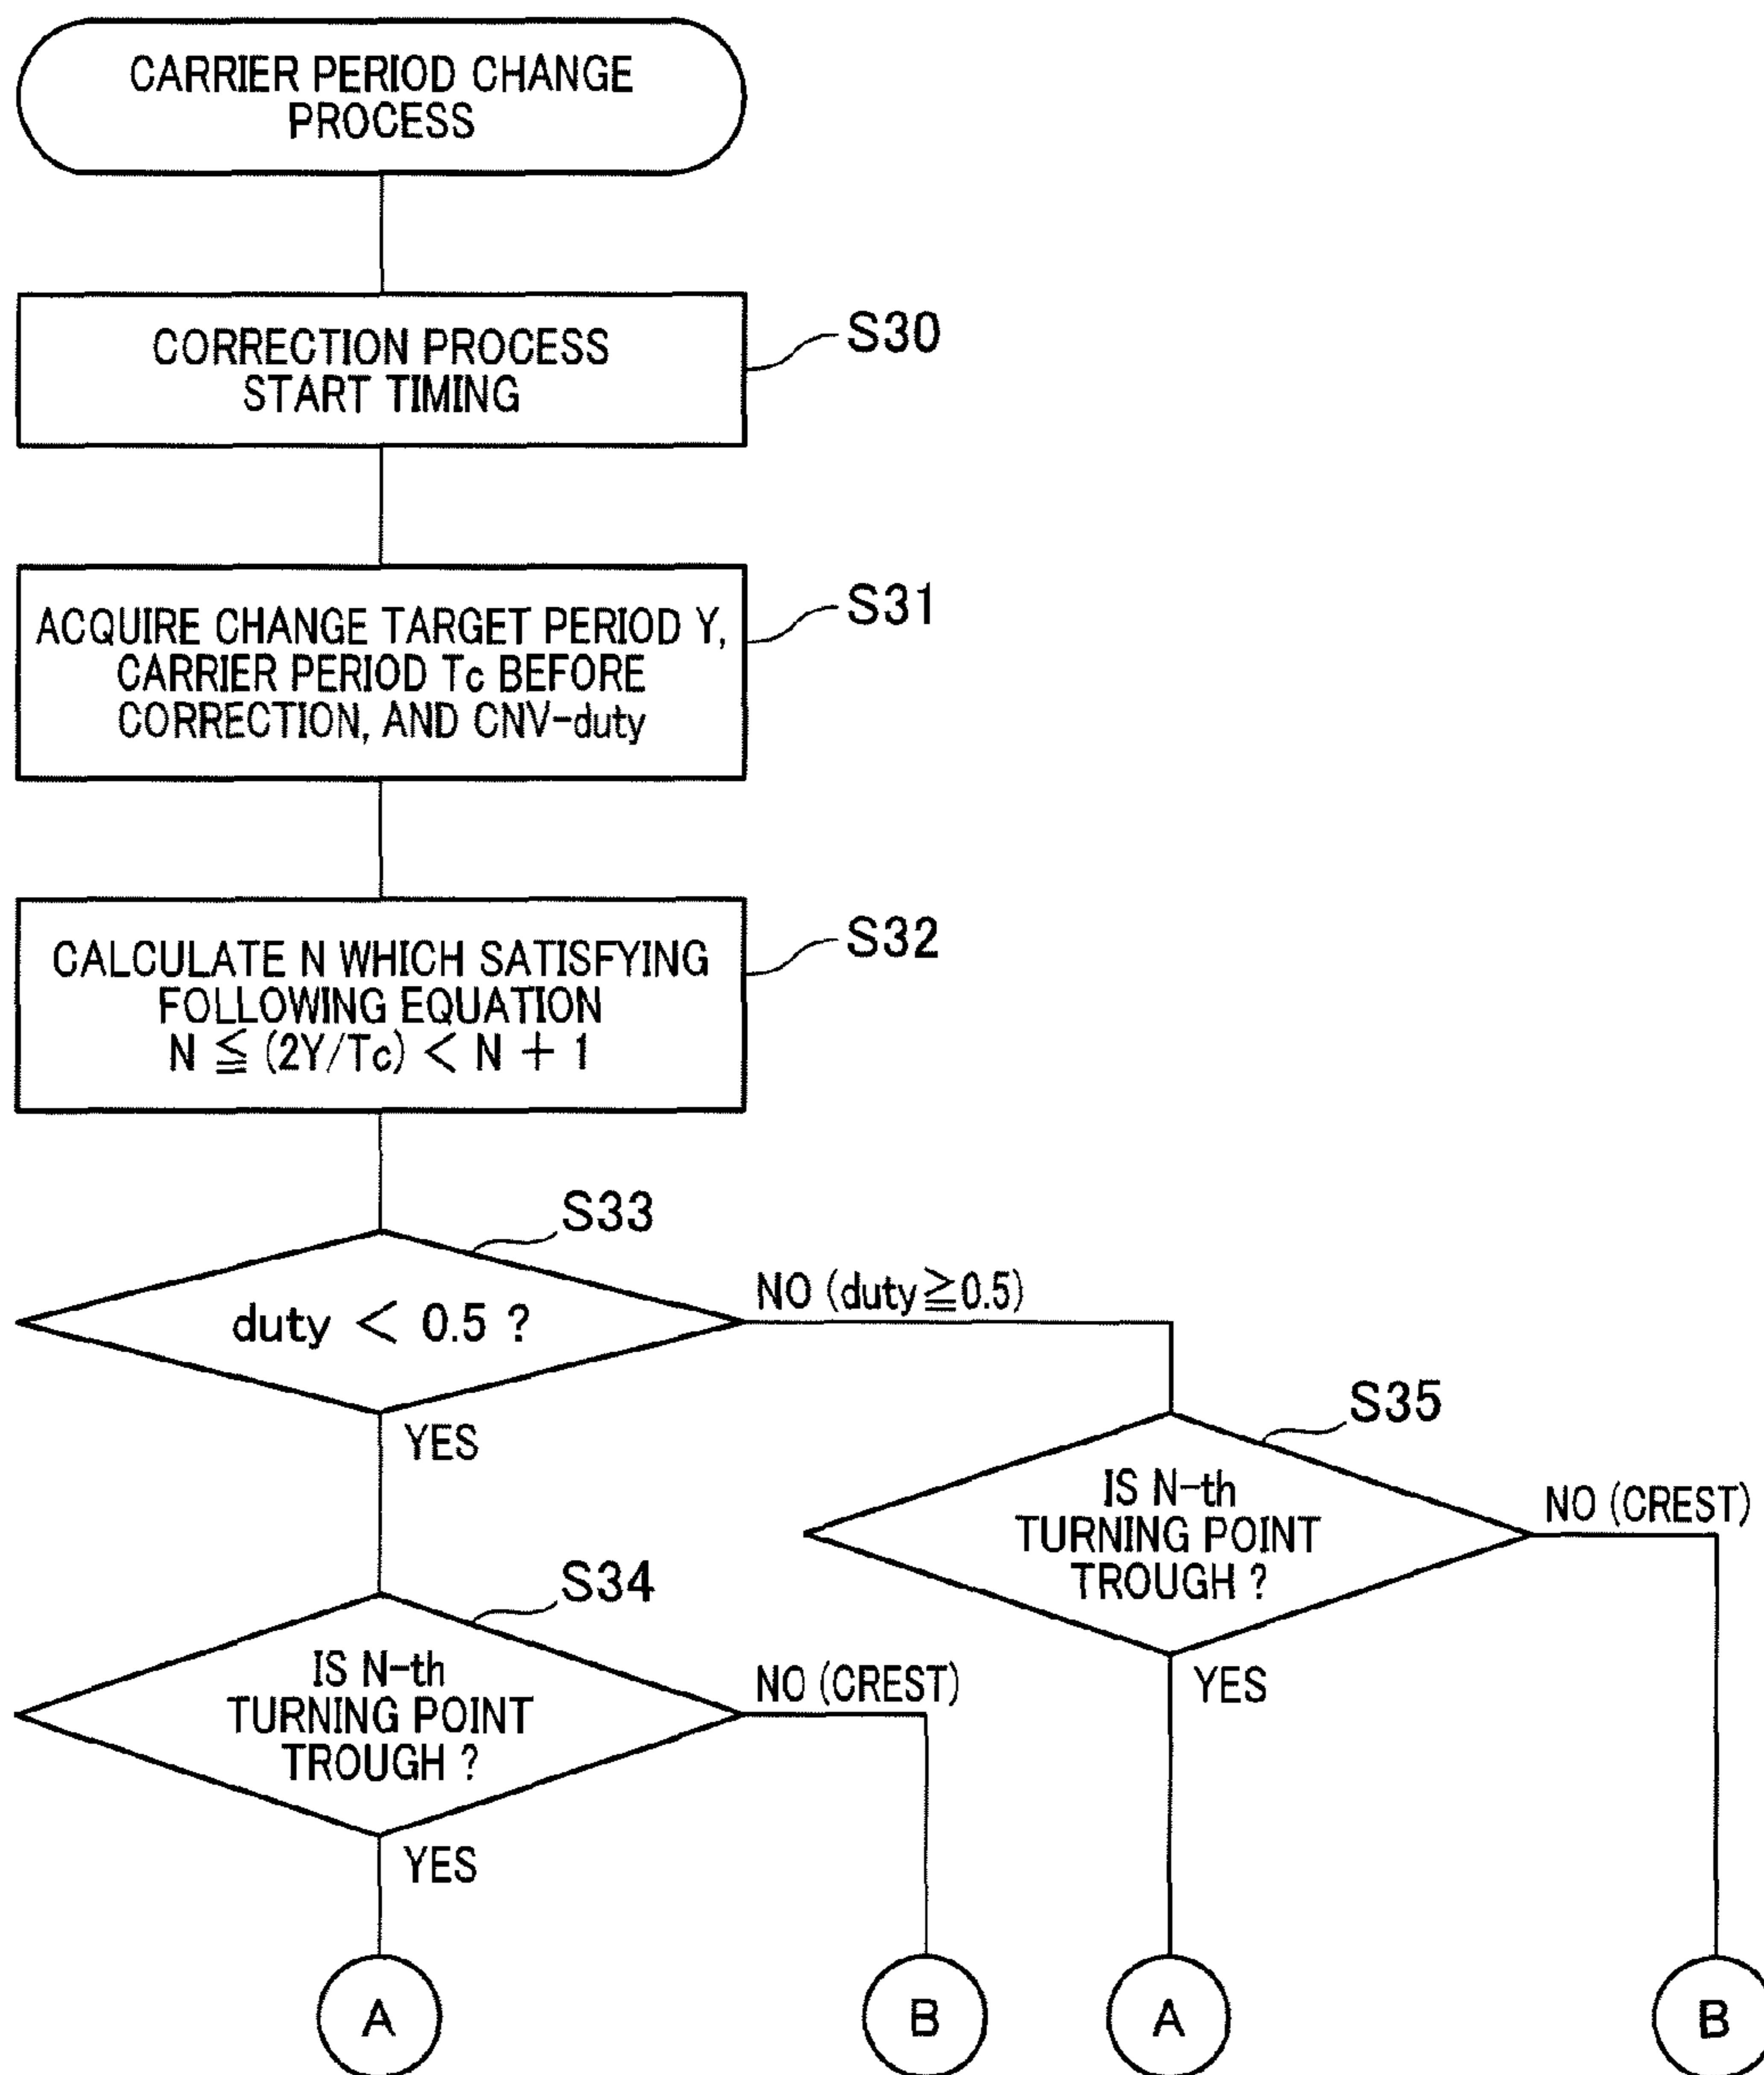 CARRIER PERIOD CHANGE
PROCESS
CORRECTION PROCESS
START TIMING
S30
ACQUIRE CHANGE TARGET PERIOD Y,
CARRIER PERIOD Tc BEFORE
CORRECTION, AND CNV-duty
S31
CALCULATE N WHICH SATISFYING
FOLLOWING EQUATION
N ≦ (2Y/Tc) < N + 1
S32
S33
duty < 0.5 ?
NO (duty≧0.5)
YES
S35
IS N-th
TURNING POINT
TROUGH ?
NO (CREST)
YES
S34
IS N-th
TURNING POINT
TROUGH ?
NO (CREST)
YES
A
B
A
B